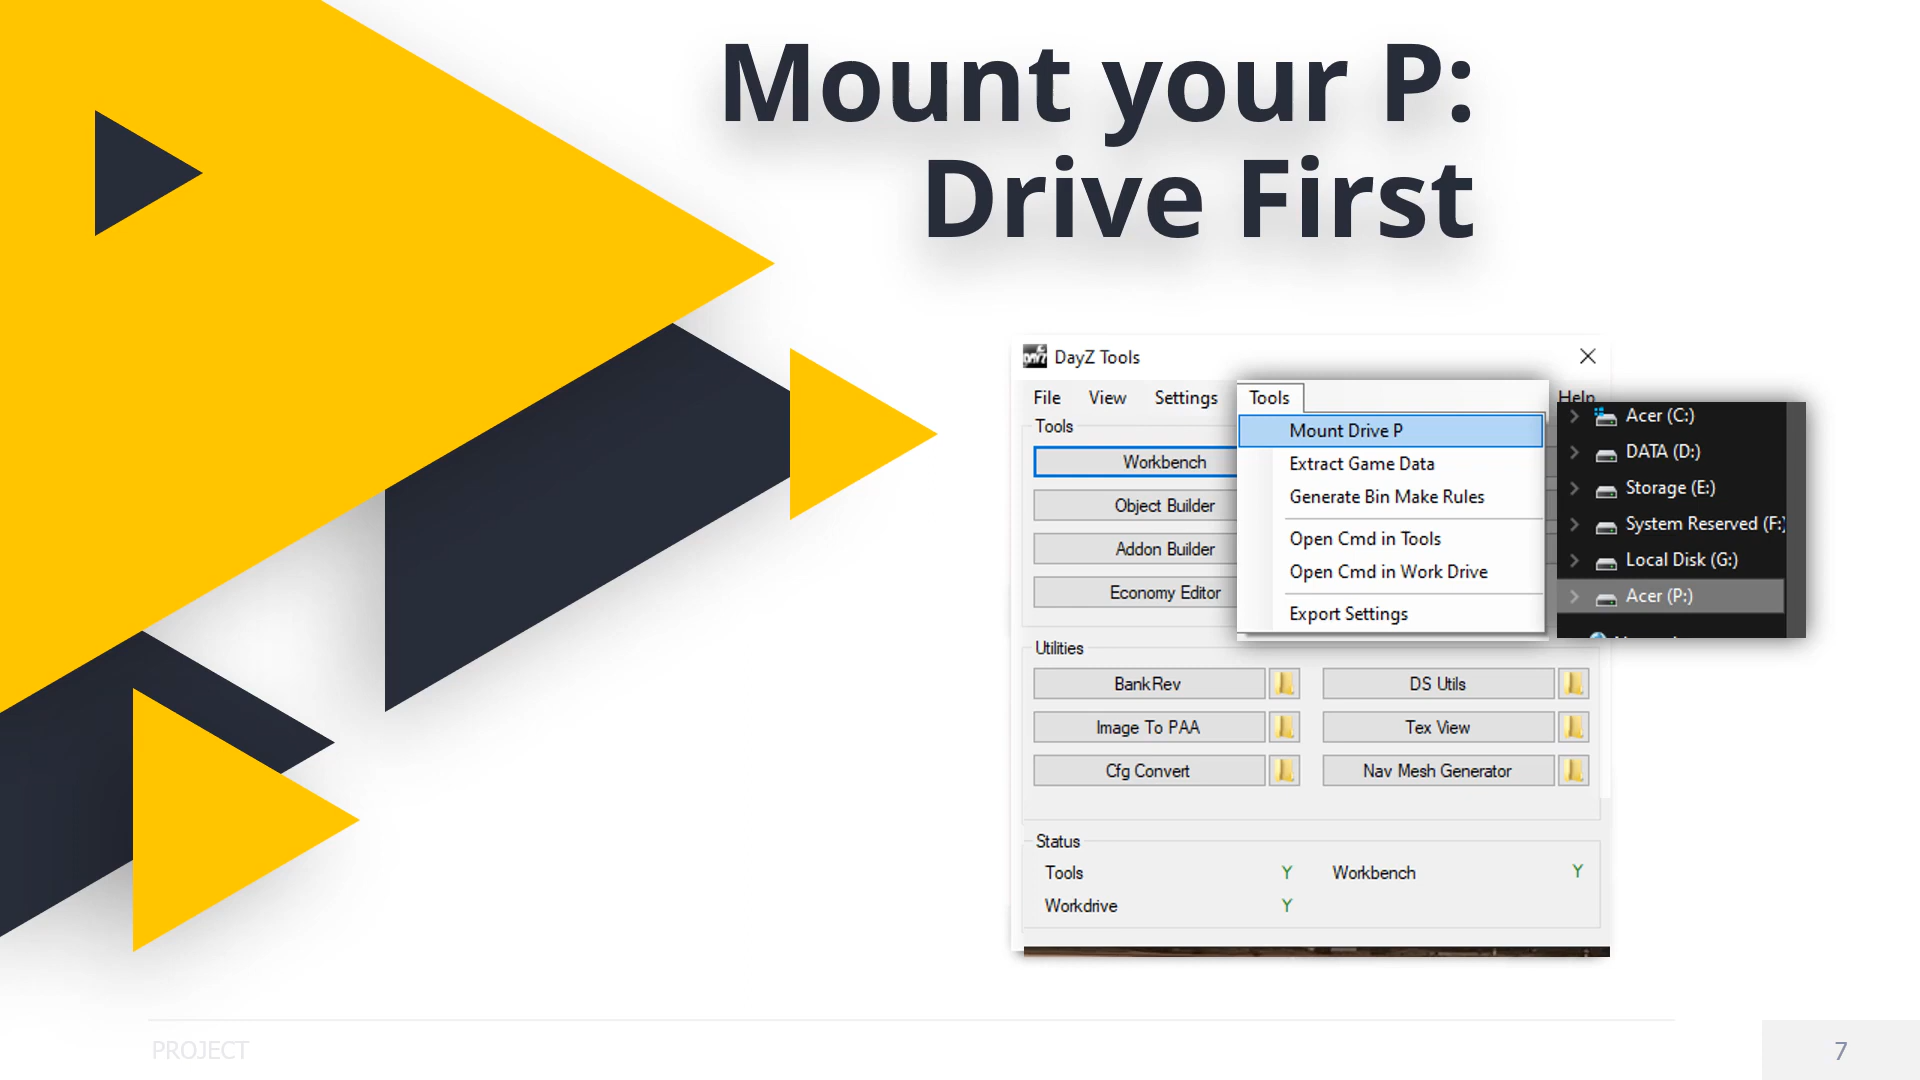 Mount your P:
Drive First
DayZ Tools
File View Settings Tools Help
Tools
Workbench
Object Builder
Addon Builder
Economy Editor
Mount Drive P
Extract Game Data
Generate Bin Make Rules
Open Cmd in Tools
Open Cmd in Work Drive
Export Settings
Acer (C:)
DATA (D:)
Storage (E:)
System Reserved (F:)
Local Disk (G:)
Acer (P:)
Utilities
BankRev DS Utils
Image To PAA Tex View
Cfg Convert Nav Mesh Generator
Status
Tools Y Workbench Y
Workdrive Y
PROJECT
7